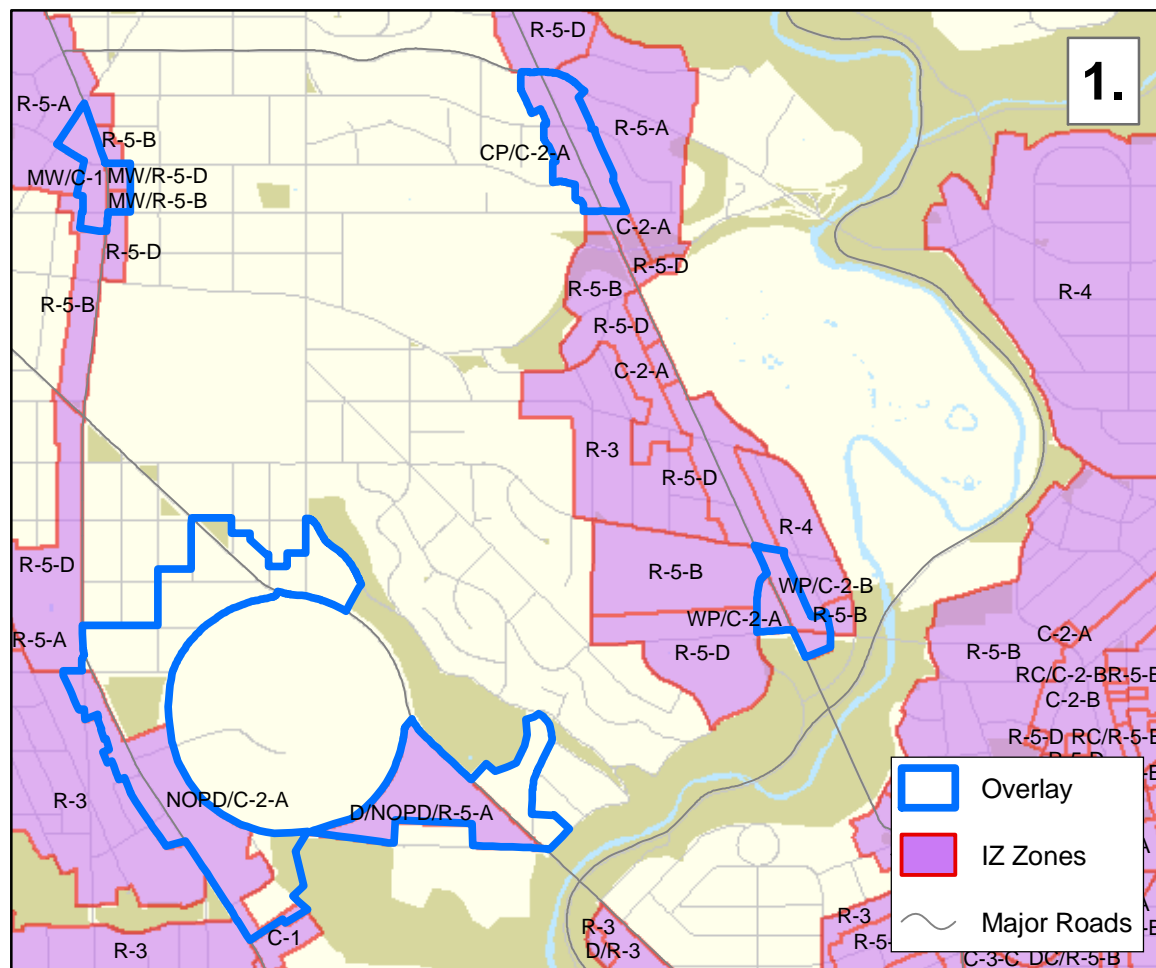 R-5-D
1.
R-5-A
R-5-A
R-5-B
CP/C-2-A
MW/C-1
MW/R-5-D
MW/R-5-B
C-2-A
R-5-D
R-5-D
R-5-B
R-4
R-5-B
R-5-D
C-2-A
R-3
R-5-D
R-4
R-5-D
R-5-B
WP/C-2-B
WP/C-2-A
R-5-B
R-5-A
R-5-D
C-2-A
R-5-B
RC/C-2-B
R-5-B
C-2-B
R-5-D
RC/R-5-B
R-3
NOPD/C-2-A
D/NOPD/R-5-A
Overlay
IZ Zones
Major Roads
R-3
C-1
R-3
D/R-3
R-3
R-5-
C-3-C
DC/R-5-B